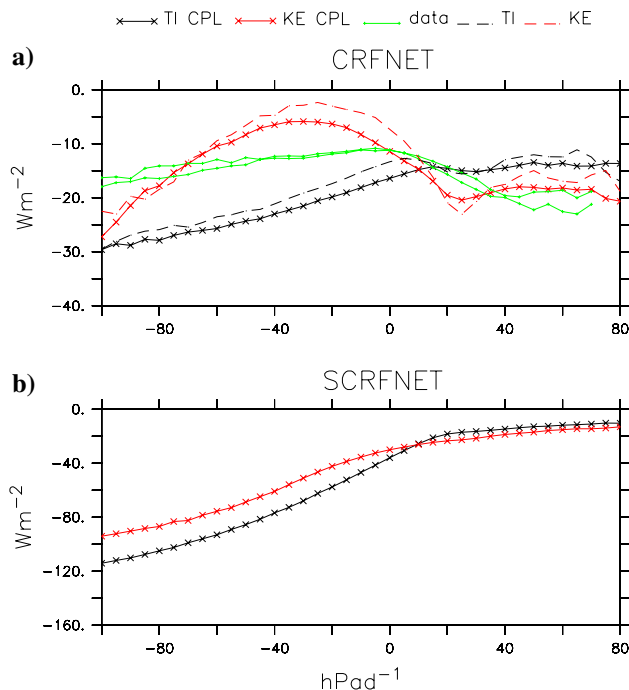 TI CPL KE CPL data TI KE
a) CRFNET
0.
−10.
−20.
−30.
−40.
Wm−2
−80 −40 0 40 80
b) SCRFNET
0.
−40.
−80.
−120.
−160.
Wm−2
−80 −40 0 40 80
hPad−1